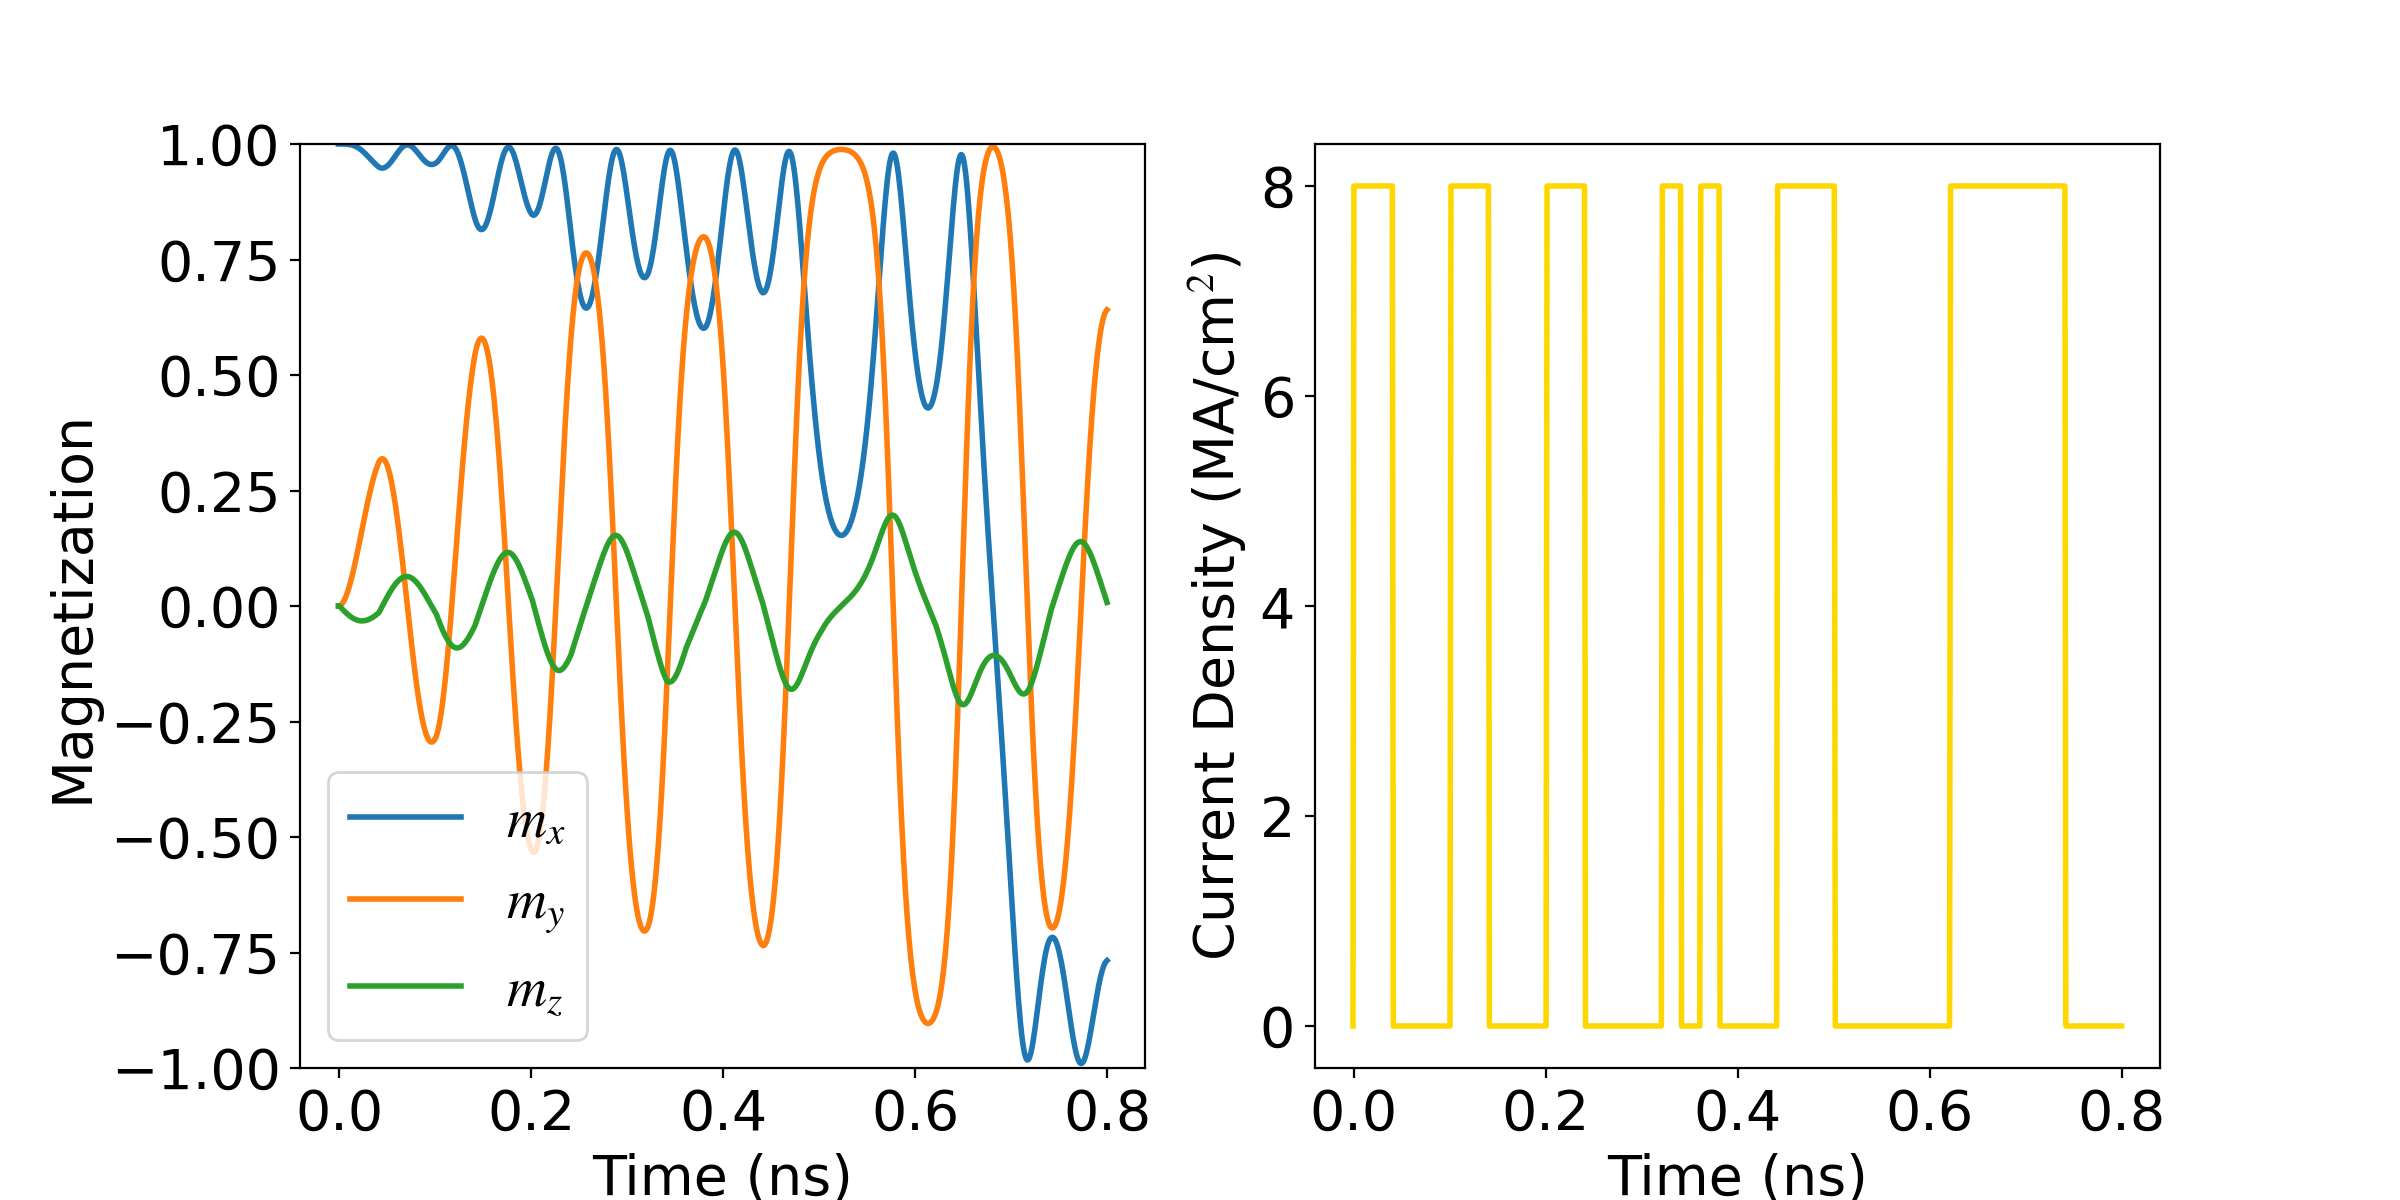 1.00
0.75
0.50
0.25
0.00
−0.25
−0.50
−0.75
−1.00
Magnetization
m_x
m_y
m_z
0.0 0.2 0.4 0.6 0.8
Time (ns)
8
6
4
2
0
Current Density (MA/cm²)
0.0 0.2 0.4 0.6 0.8
Time (ns)